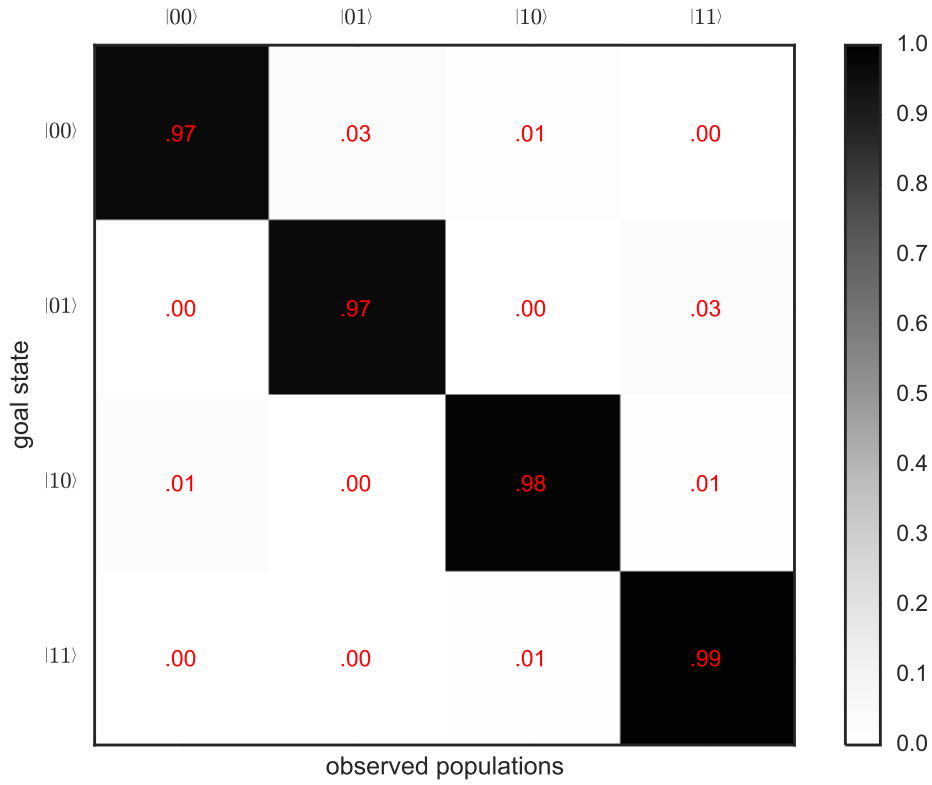 |00⟩ |01⟩ |10⟩ |11⟩
1.0
0.9
|00⟩ .97 .03 .01 .00
0.8
0.7
|01⟩ .00 .97 .00 .03
0.6
0.5
goal state
0.4
|10⟩ .01 .00 .98 .01
0.3
0.2
|11⟩ .00 .00 .01 .99
0.1
0.0
observed populations